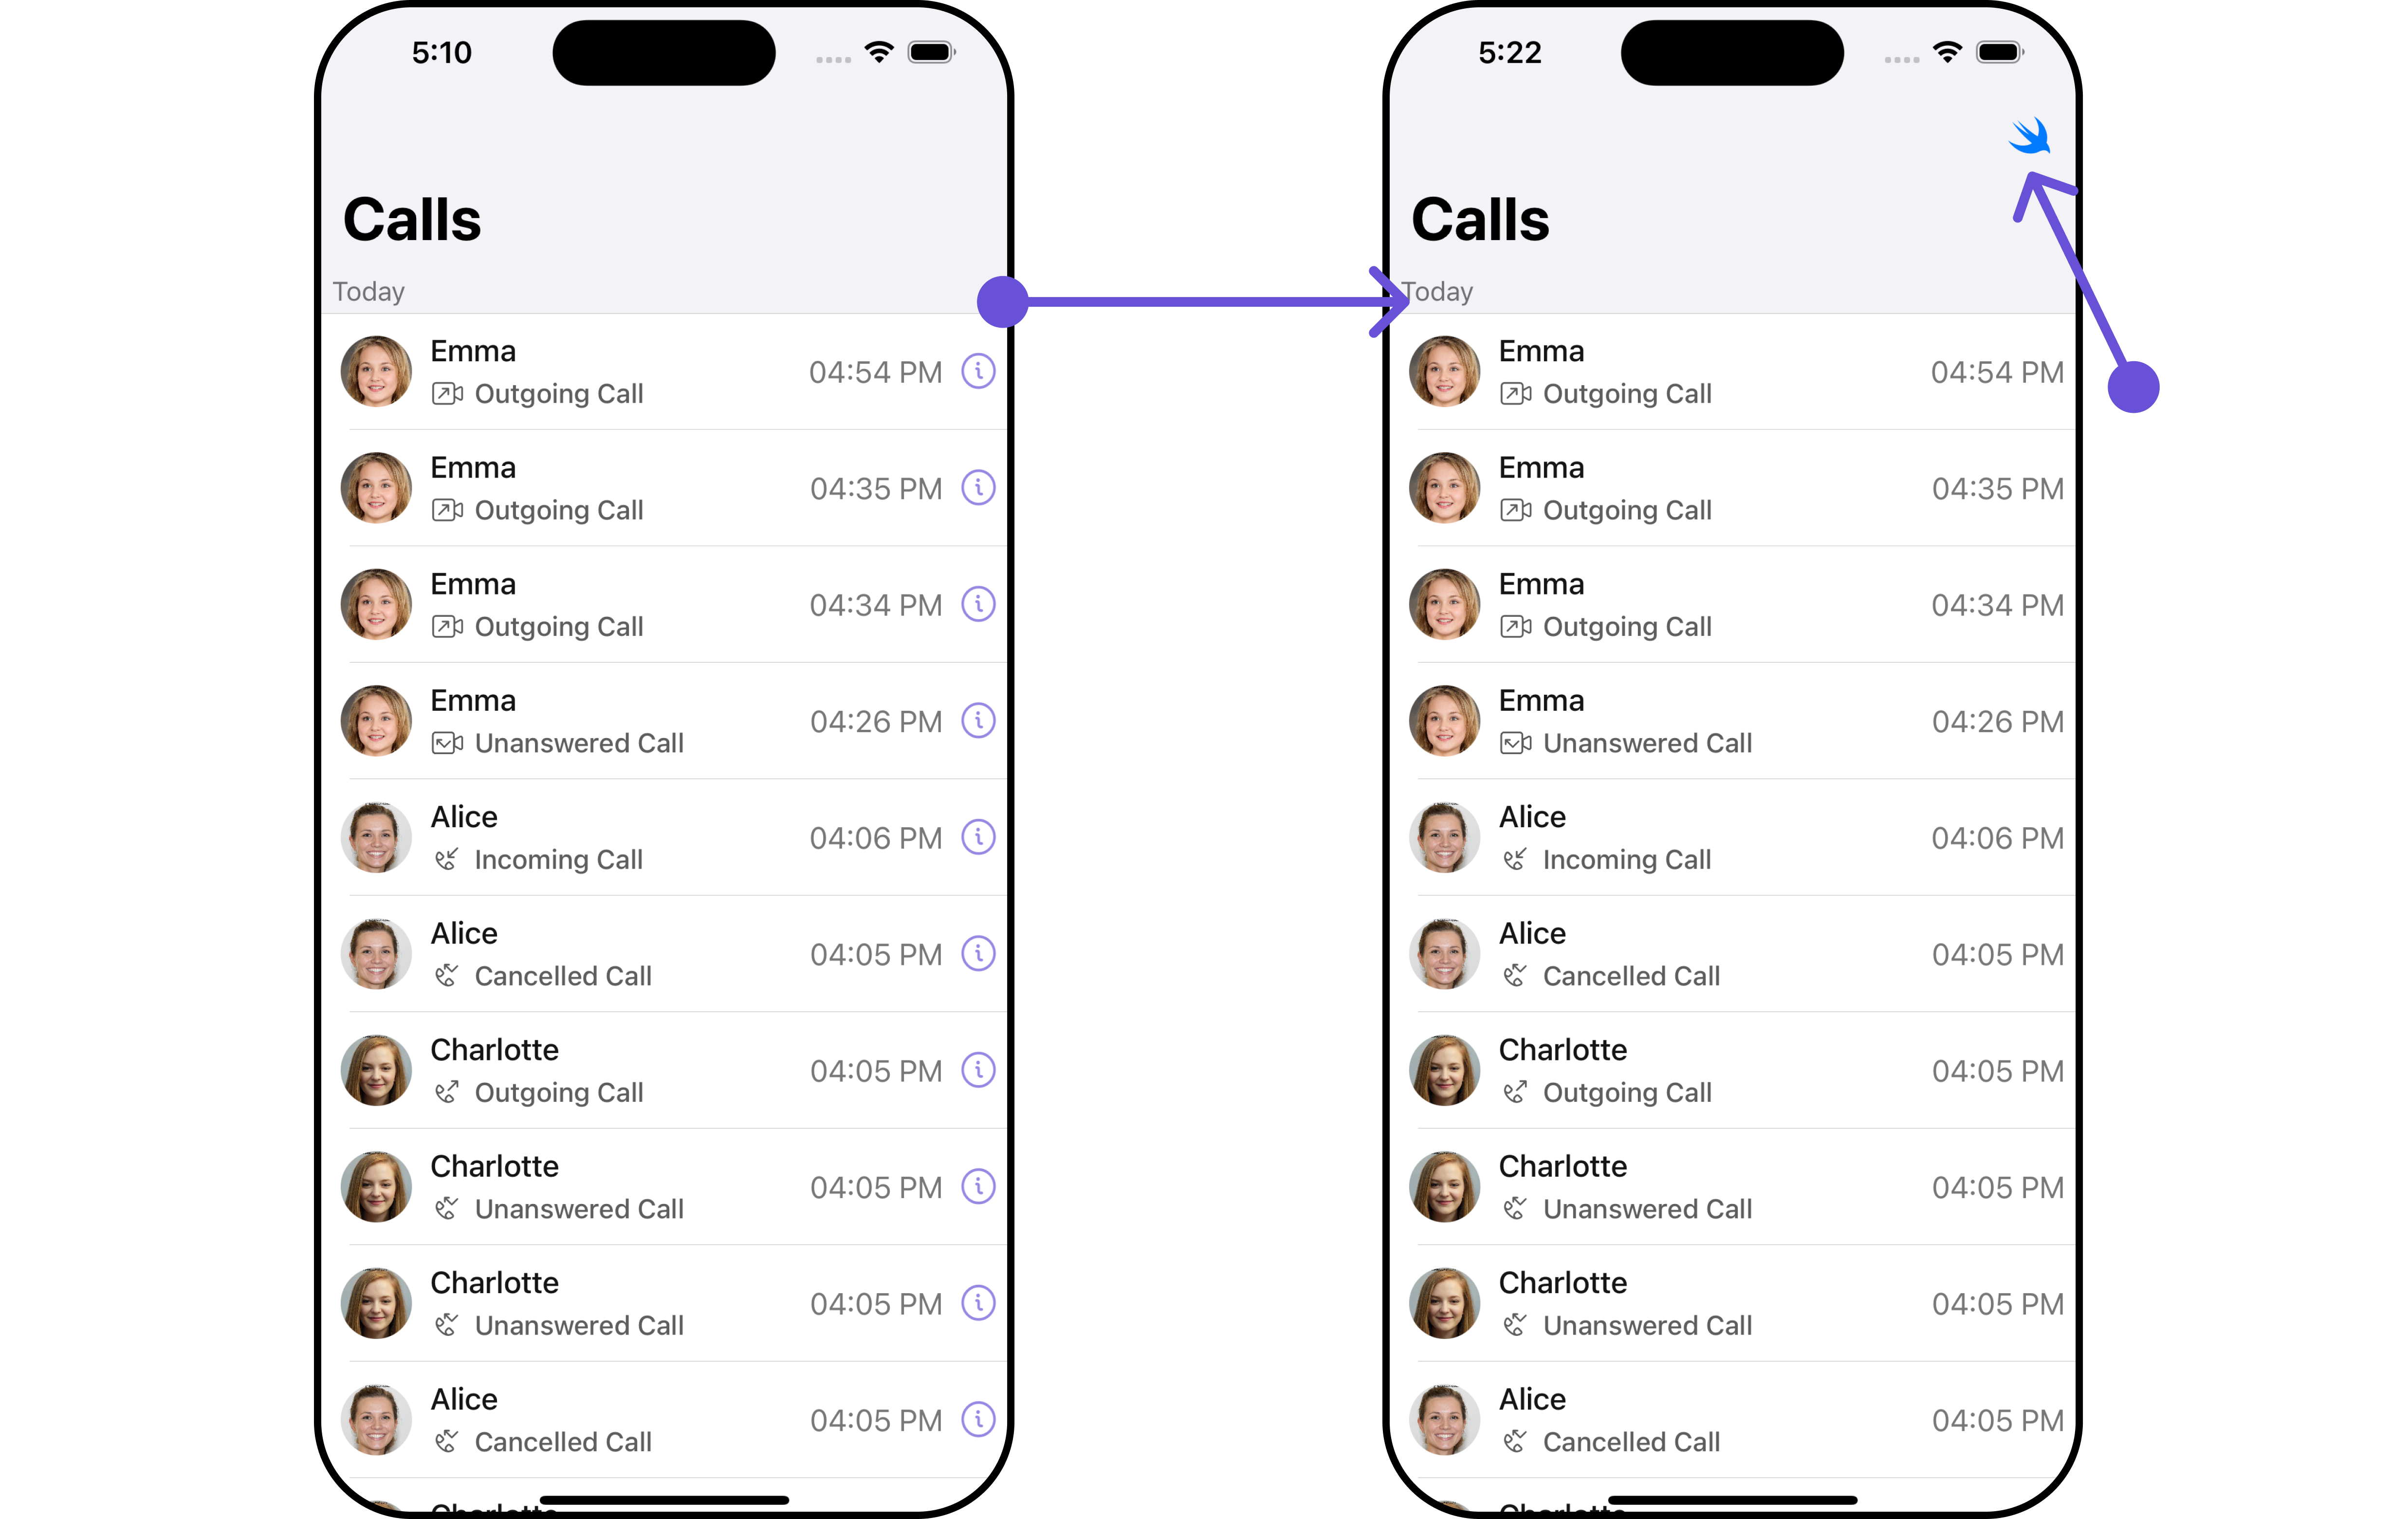 5:10
Calls
Today
Emma
Outgoing Call
04:54 PM
Emma
Outgoing Call
04:35 PM
Emma
Outgoing Call
04:34 PM
Emma
Unanswered Call
04:26 PM
Alice
Incoming Call
04:06 PM
Alice
Cancelled Call
04:05 PM
Charlotte
Outgoing Call
04:05 PM
Charlotte
Unanswered Call
04:05 PM
Charlotte
Unanswered Call
04:05 PM
Alice
Cancelled Call
04:05 PM
Charlotte
5:22
Calls
Today
Emma
Outgoing Call
04:54 PM
Emma
Outgoing Call
04:35 PM
Emma
Outgoing Call
04:34 PM
Emma
Unanswered Call
04:26 PM
Alice
Incoming Call
04:06 PM
Alice
Cancelled Call
04:05 PM
Charlotte
Outgoing Call
04:05 PM
Charlotte
Unanswered Call
04:05 PM
Charlotte
Unanswered Call
04:05 PM
Alice
Cancelled Call
04:05 PM
Charlotte